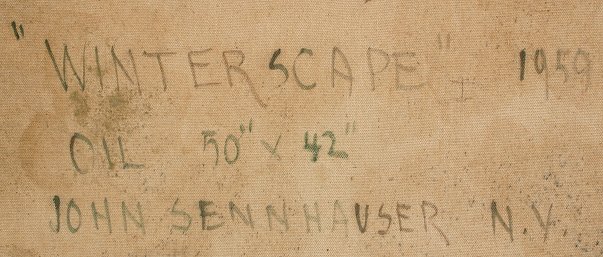 "WINTERSCAPE" I 1959
OIL 50" x 42"
JOHN SENNHAUSER N.Y.